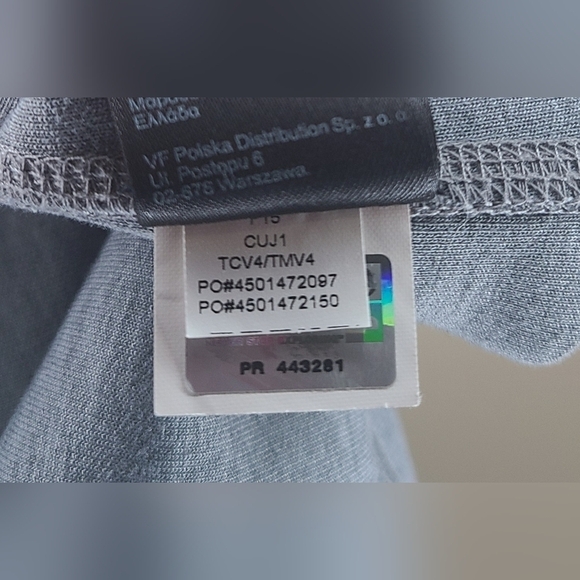 Ελλάδα
VF Polska Distribution Sp. z o. o
Ul. Postępu 6
02-676 Warszawa
F15
CUJ1
TCV4/TMV4
PO#4501472097
PO#4501472150
PR 443281